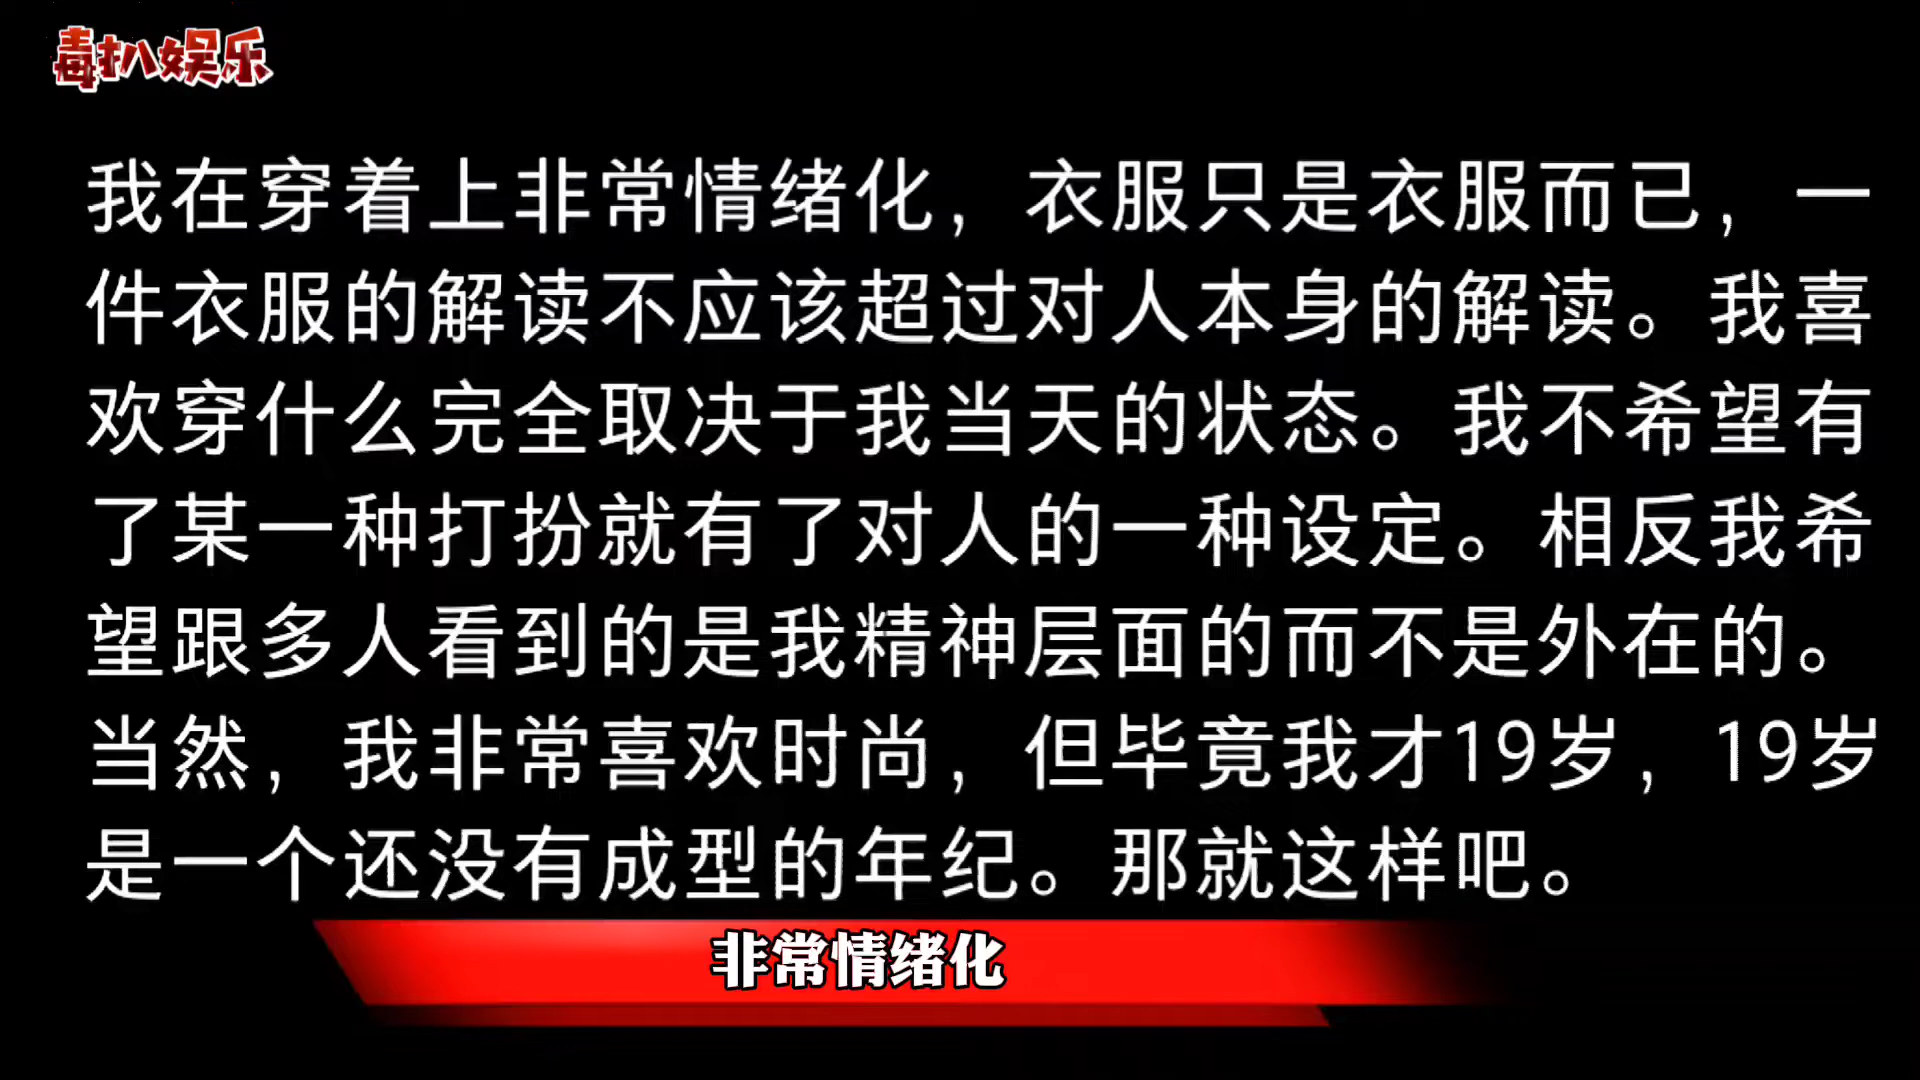 毒扒娱乐
我在穿着上非常情绪化，衣服只是衣服而已，一
件衣服的解读不应该超过对人本身的解读。我喜
欢穿什么完全取决于我当天的状态。我不希望有
了某一种打扮就有了对人的一种设定。相反我希
望跟多人看到的是我精神层面的而不是外在的。
当然，我非常喜欢时尚，但毕竟我才19岁，19岁
是一个还没有成型的年纪。那就这样吧。
非常情绪化